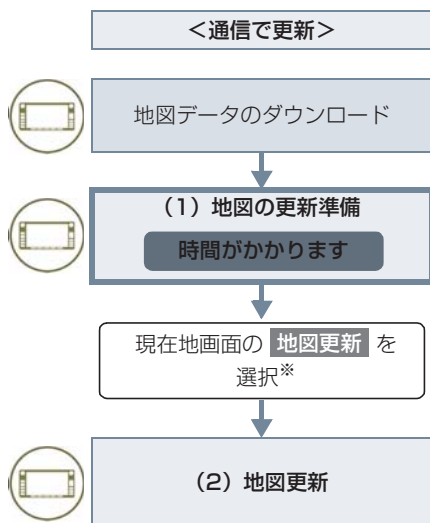 ＜通信で更新＞
地図データのダウンロード
（1）地図の更新準備
時間がかかります
現在地画面の 地図更新 を
選択※
（2）地図更新